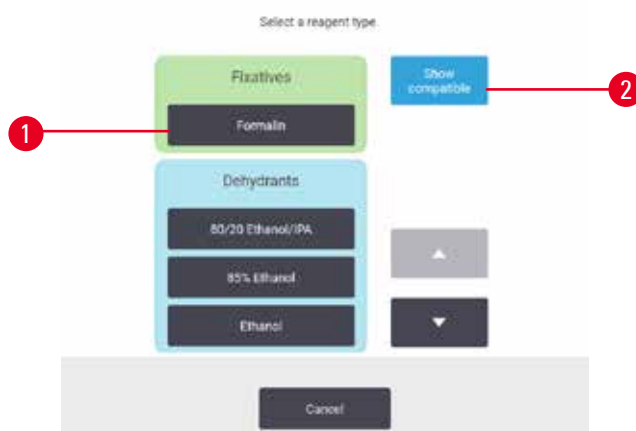 Select a reagent type.
Fixatives
Show
compatible
2
1
Formalin
Dehydrants
80/20 Ethanol/IPA
85% Ethanol
Ethanol
Cancel